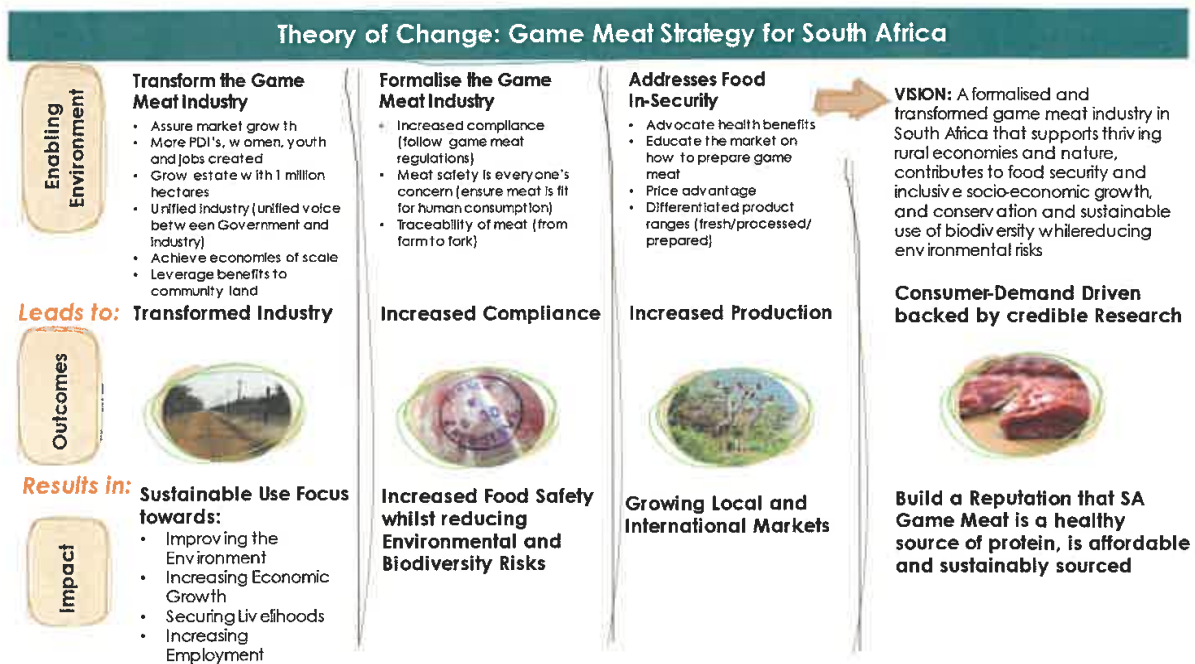 Theory of Change: Game Meat Strategy for South Africa
Enabling
Environment
Transform the Game
Meat Industry
• Assure market growth
• More PDI's, women, youth
and jobs created
• Grow estate with 1 million
hectares
• Unified industry (unified voice
between Government and
Industry)
• Achieve economies of scale
• Leverage benefits to
community land
Formalise the Game
Meat Industry
• Increased compliance
(follow game meat
regulations)
• Meat safety is everyone's
concern (ensure meat is fit
for human consumption)
• Traceability of meat (from
farm to fork)
Addresses Food
In-Security
• Advocate health benefits
• Educate the market on
how to prepare game
meat
• Price advantage
• Differentiated product
ranges (fresh/processed/
prepared)
VISION: A formalised and
transformed game meat industry in
South Africa that supports thriving
rural economies and nature,
contributes to food security and
inclusive socio-economic growth,
and conservation and sustainable
use of biodiversity whilereducing
environmental risks
Leads to:
Transformed Industry
Increased Compliance
Increased Production
Consumer-Demand Driven
backed by credible Research
Outcomes
Results in:
Impact
Sustainable Use Focus
towards:
• Improving the
Environment
• Increasing Economic
Growth
• Securing Livelihoods
• Increasing
Employment
Increased Food Safety
whilst reducing
Environmental and
Biodiversity Risks
Growing Local and
International Markets
Build a Reputation that SA
Game Meat is a healthy
source of protein, is affordable
and sustainably sourced